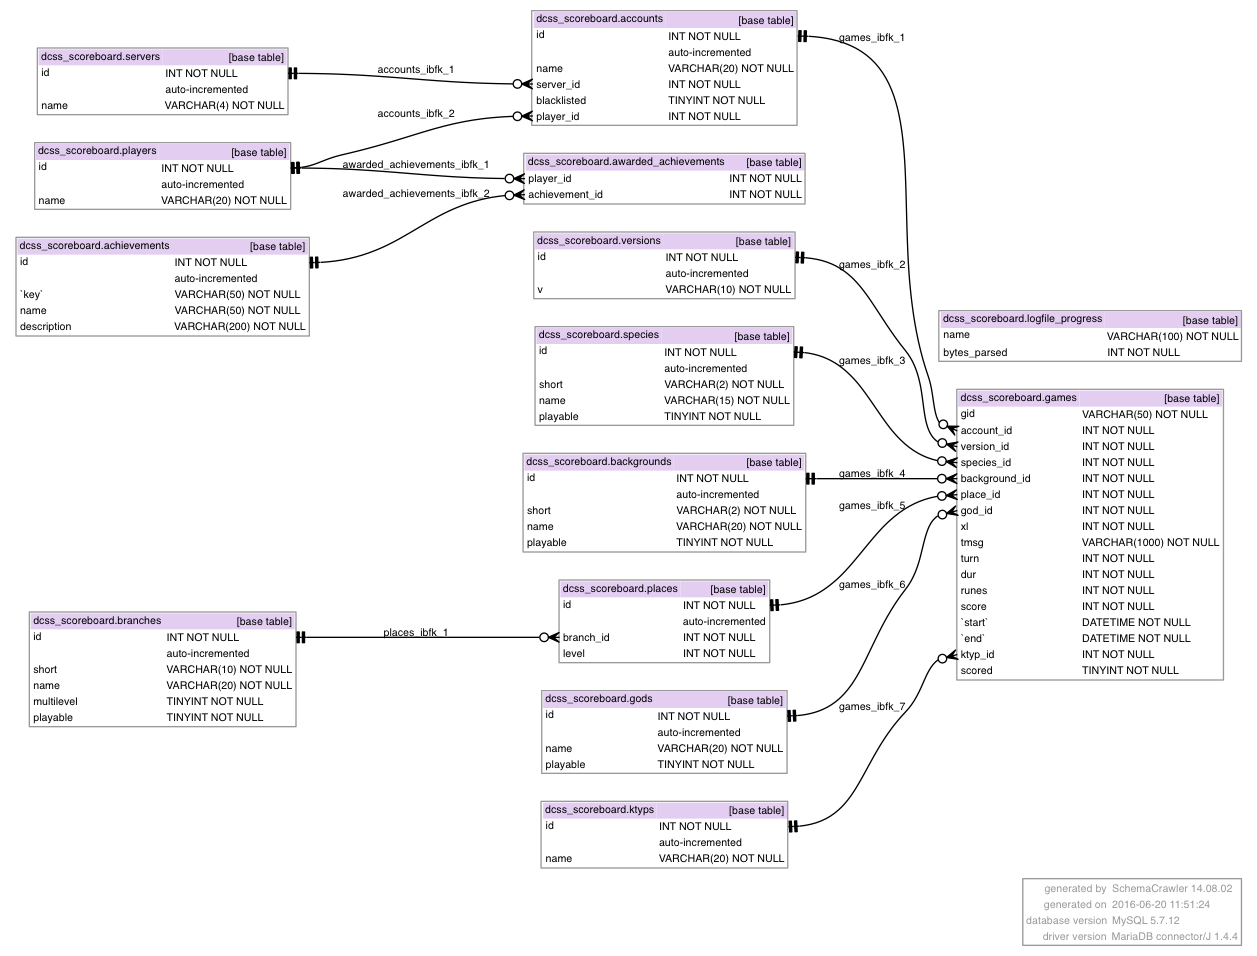 dcss_scoreboard.servers [base table]
id INT NOT NULL
auto-incremented
name VARCHAR(4) NOT NULL
dcss_scoreboard.players [base table]
id INT NOT NULL
auto-incremented
name VARCHAR(20) NOT NULL
dcss_scoreboard.achievements [base table]
id INT NOT NULL
auto-incremented
`key` VARCHAR(50) NOT NULL
name VARCHAR(50) NOT NULL
description VARCHAR(200) NOT NULL
dcss_scoreboard.branches [base table]
id INT NOT NULL
auto-incremented
short VARCHAR(10) NOT NULL
name VARCHAR(20) NOT NULL
multilevel TINYINT NOT NULL
playable TINYINT NOT NULL
accounts_ibfk_1
accounts_ibfk_2
awarded_achievements_ibfk_1
awarded_achievements_ibfk_2
places_ibfk_1
dcss_scoreboard.accounts [base table]
id INT NOT NULL
auto-incremented
name VARCHAR(20) NOT NULL
server_id INT NOT NULL
blacklisted TINYINT NOT NULL
player_id INT NOT NULL
dcss_scoreboard.awarded_achievements [base table]
player_id INT NOT NULL
achievement_id INT NOT NULL
dcss_scoreboard.versions [base table]
id INT NOT NULL
auto-incremented
v VARCHAR(10) NOT NULL
dcss_scoreboard.species [base table]
id INT NOT NULL
auto-incremented
short VARCHAR(2) NOT NULL
name VARCHAR(15) NOT NULL
playable TINYINT NOT NULL
dcss_scoreboard.backgrounds [base table]
id INT NOT NULL
auto-incremented
short VARCHAR(2) NOT NULL
name VARCHAR(20) NOT NULL
playable TINYINT NOT NULL
dcss_scoreboard.places [base table]
id INT NOT NULL
auto-incremented
branch_id INT NOT NULL
level INT NOT NULL
dcss_scoreboard.gods [base table]
id INT NOT NULL
auto-incremented
name VARCHAR(20) NOT NULL
playable TINYINT NOT NULL
dcss_scoreboard.ktyps [base table]
id INT NOT NULL
auto-incremented
name VARCHAR(20) NOT NULL
games_ibfk_1
games_ibfk_2
games_ibfk_3
games_ibfk_4
games_ibfk_5
games_ibfk_6
games_ibfk_7
dcss_scoreboard.logfile_progress [base table]
name VARCHAR(100) NOT NULL
bytes_parsed INT NOT NULL
dcss_scoreboard.games [base table]
gid VARCHAR(50) NOT NULL
account_id INT NOT NULL
version_id INT NOT NULL
species_id INT NOT NULL
background_id INT NOT NULL
place_id INT NOT NULL
god_id INT NOT NULL
xl INT NOT NULL
tmsg VARCHAR(1000) NOT NULL
turn INT NOT NULL
dur INT NOT NULL
runes INT NOT NULL
score INT NOT NULL
`start` DATETIME NOT NULL
`end` DATETIME NOT NULL
ktyp_id INT NOT NULL
scored TINYINT NOT NULL
generated by SchemaCrawler 14.08.02
generated on 2016-06-20 11:51:24
database version MySQL 5.7.12
driver version MariaDB connector/J 1.4.4